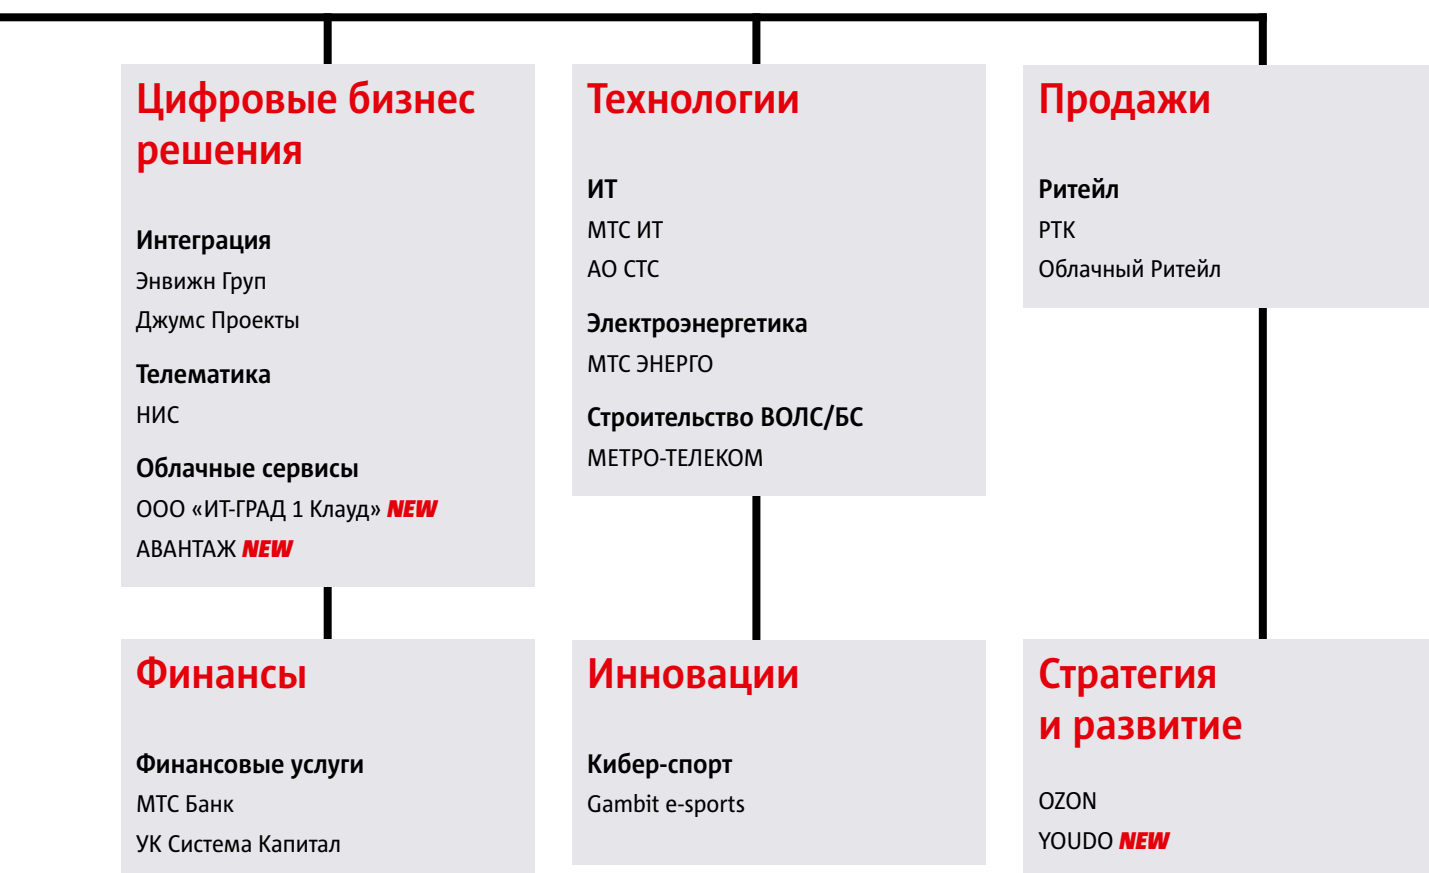 Цифровые бизнес
решения
Интеграция
Энвижн Груп
Джумс Проекты
Телематика
НИС
Облачные сервисы
ООО «ИТ-ГРАД 1 Клауд» NEW
АВАНТАЖ NEW
Технологии
ИТ
МТС ИТ
АО СТС
Электроэнергетика
МТС ЭНЕРГО
Строительство ВОЛС/БС
МЕТРО-ТЕЛЕКОМ
Продажи
Ритейл
РТК
Облачный Ритейл
Финансы
Финансовые услуги
МТС Банк
УК Система Капитал
Инновации
Кибер-спорт
Gambit e-sports
Стратегия
и развитие
OZON
YOUDO NEW